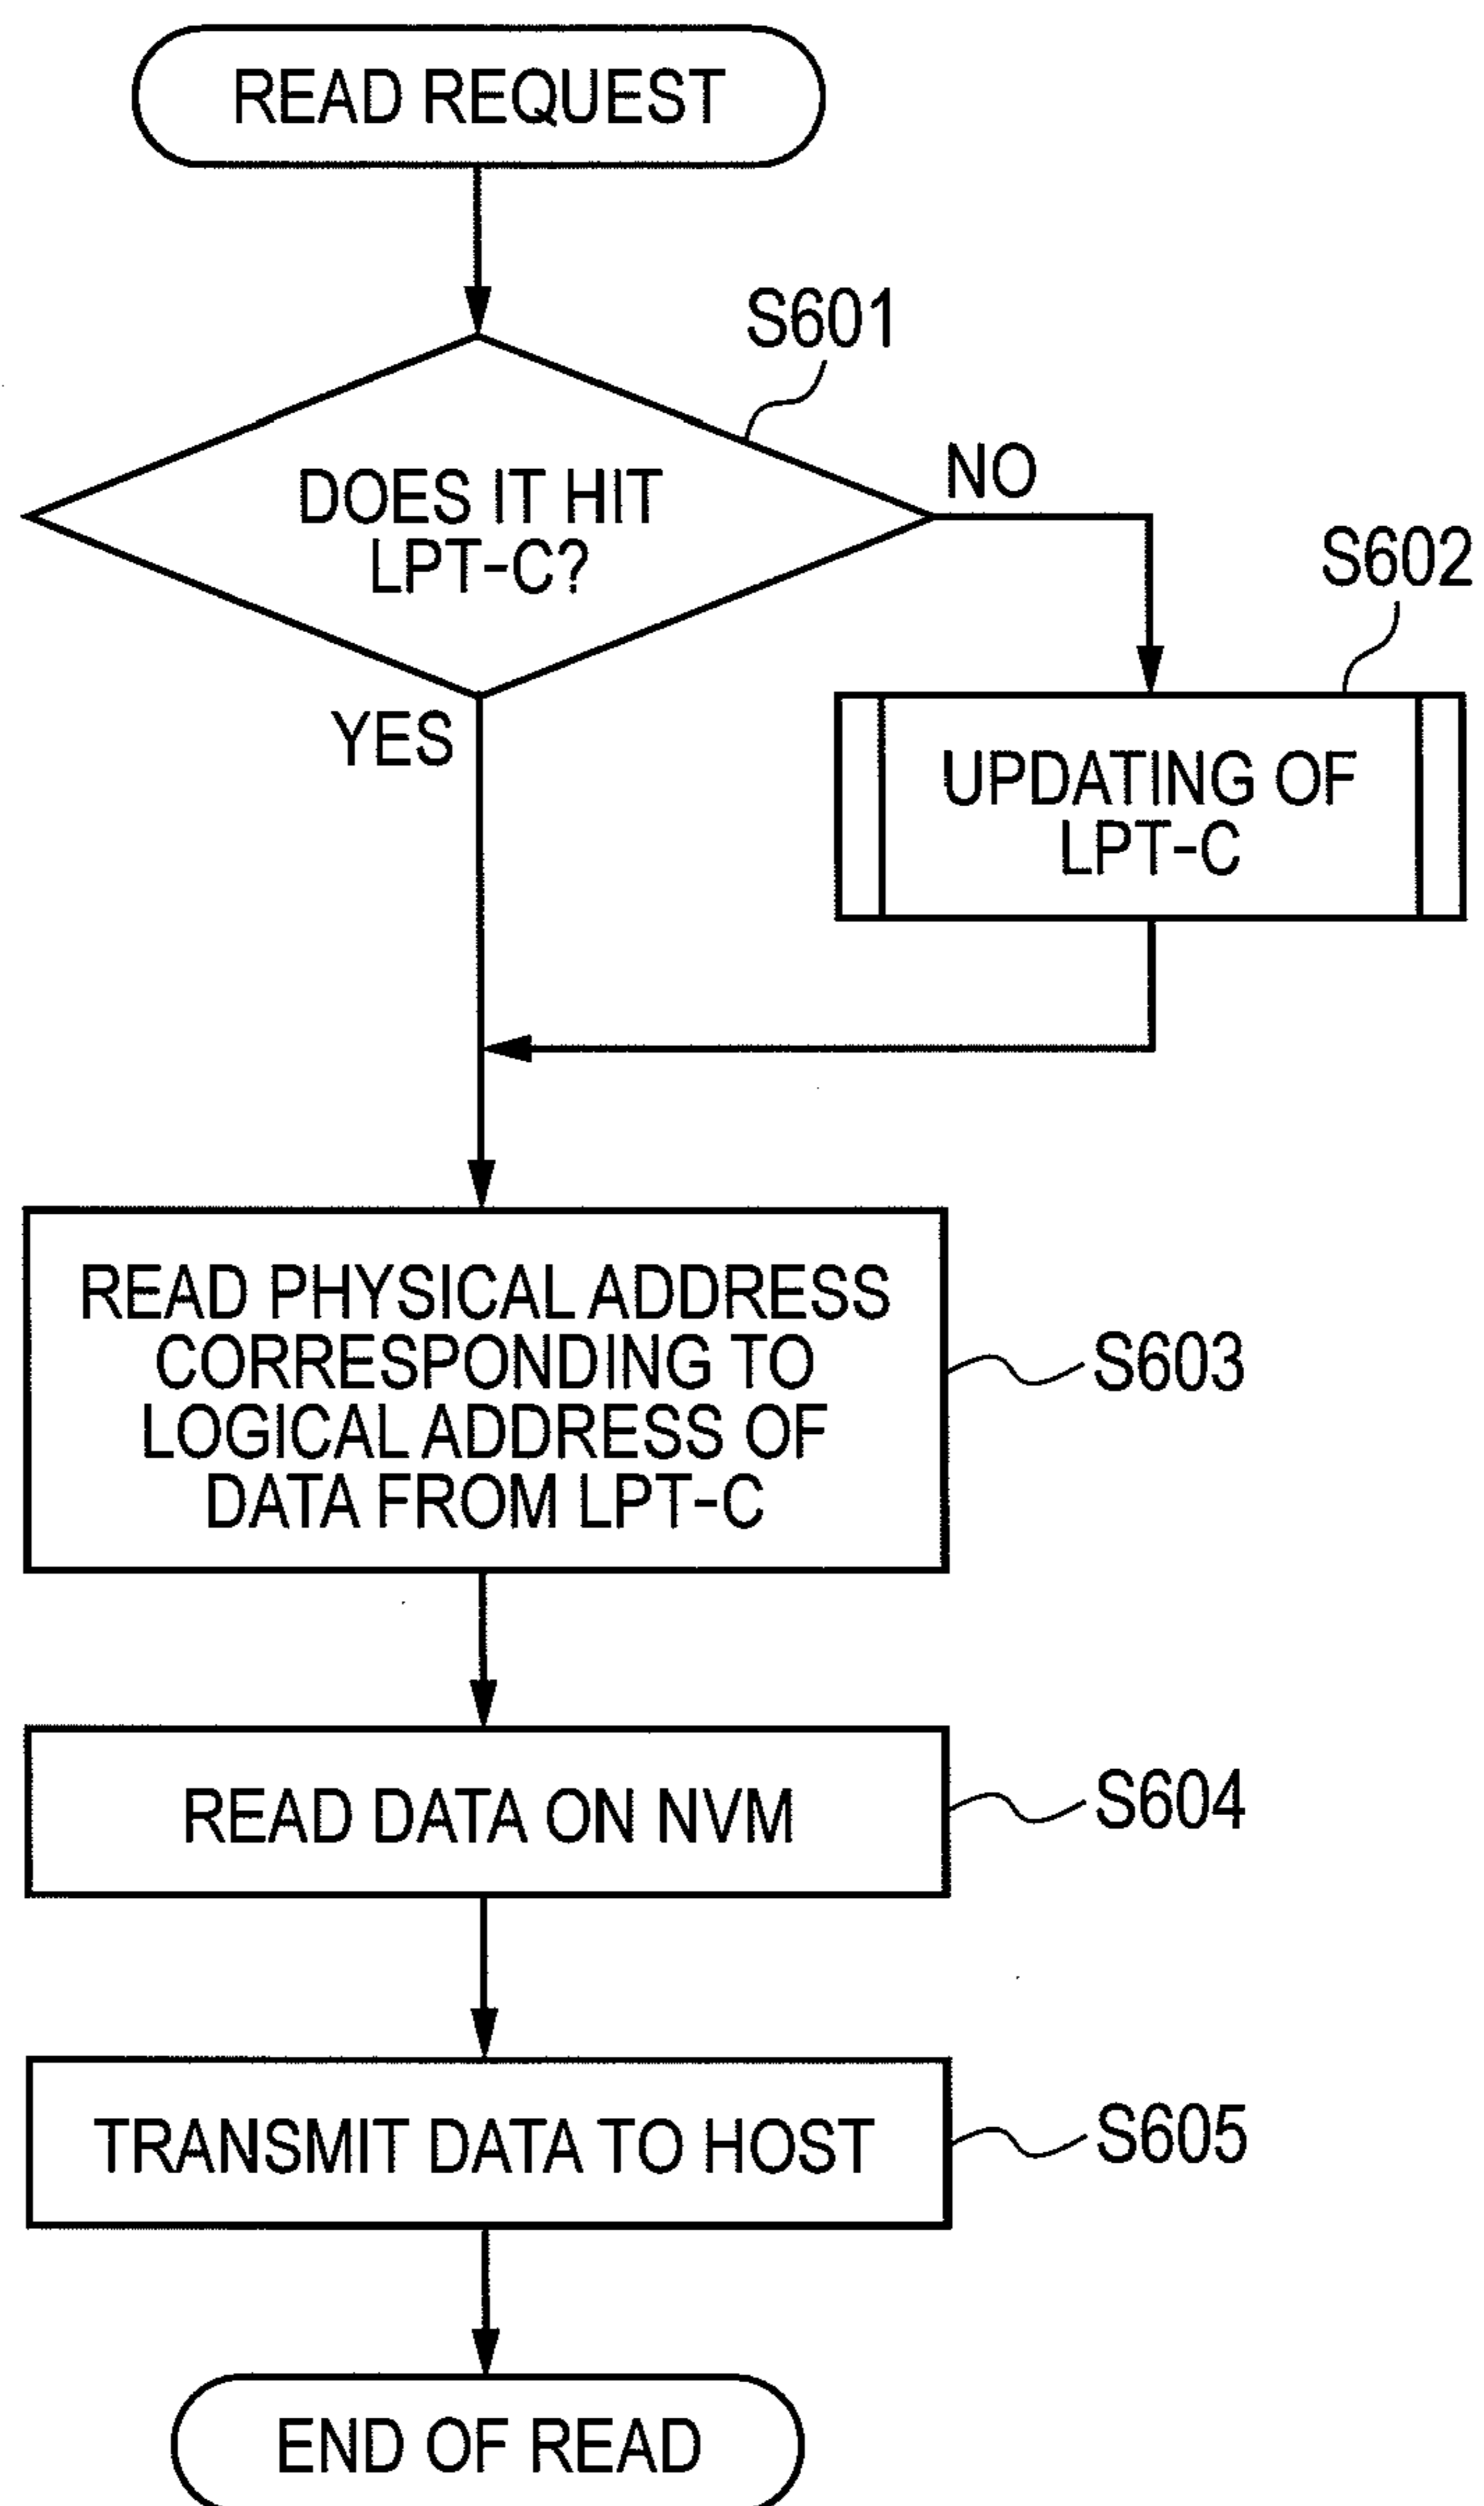 READ REQUEST
S601
DOES IT HIT
LPT-C?
NO
S602
YES
UPDATING OF
LPT-C
READ PHYSICAL ADDRESS
CORRESPONDING TO
LOGICAL ADDRESS OF
DATA FROM LPT-C
S603
READ DATA ON NVM
S604
TRANSMIT DATA TO HOST
S605
END OF READ